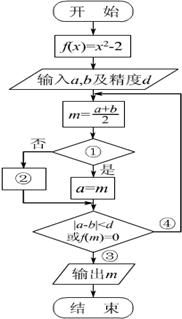 开 始
f(x)=x²-2
输入a,b及精度d
m=\frac{a+b}{2}
否
①
②
是
a=m
|a-b|<d
或f(m)=0
④
③
输出m
结 束